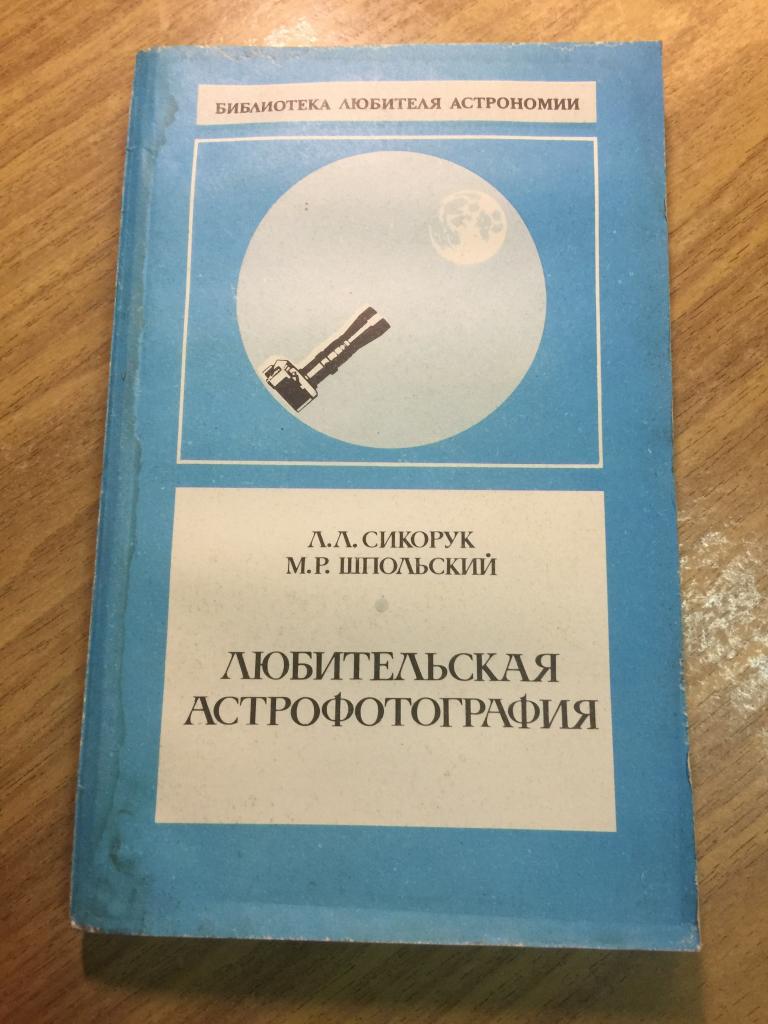 БИБЛИОТЕКА ЛЮБИТЕЛЯ АСТРОНОМИИ
Л.Л. СИКОРУК
М.Р. ШПОЛЬСКИЙ
ЛЮБИТЕЛЬСКАЯ
АСТРОФОТОГРАФИЯ